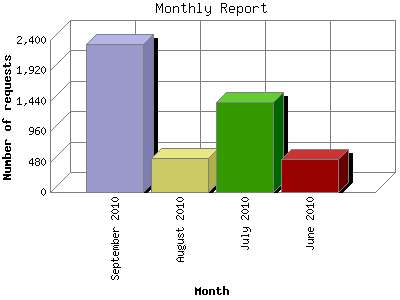 Monthly Report
Number of requests
2,400
1,920
1,440
960
480
0
September 2010
August 2010
July 2010
June 2010
Month